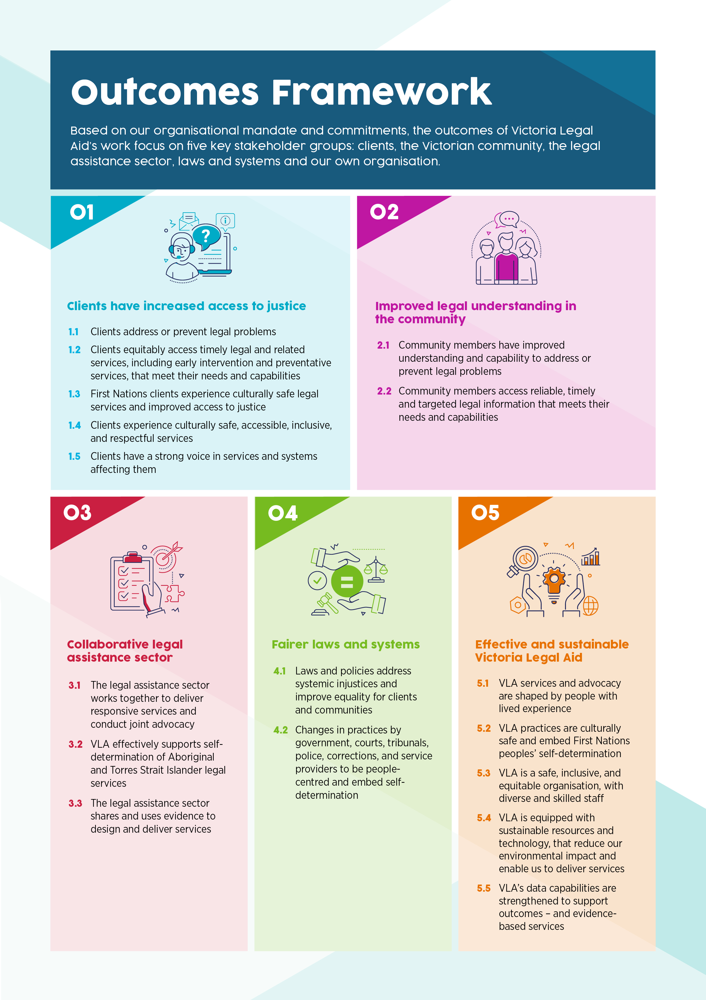 Outcomes Framework
Based on our organisational mandate and commitments, the outcomes of Victoria Legal
Aid's work focus on five key stakeholder groups: clients, the Victorian community, the legal
assistance sector, laws and systems and our own organisation.
01
?
i
Clients have increased access to justice
1.1 Clients address or prevent legal problems
1.2 Clients equitably access timely legal and related
services, including early intervention and preventative
services, that meet their needs and capabilities
1.3 First Nations clients experience culturally safe legal
services and improved access to justice
1.4 Clients experience culturally safe, accessible, inclusive,
and respectful services
1.5 Clients have a strong voice in services and systems
affecting them
02
Improved legal understanding in
the community
2.1 Community members have improved
understanding and capability to address or
prevent legal problems
2.2 Community members access reliable, timely
and targeted legal information that meets their
needs and capabilities
03
Collaborative legal
assistance sector
3.1 The legal assistance sector
works together to deliver
responsive services and
conduct joint advocacy
3.2 VLA effectively supports self-
determination of Aboriginal
and Torres Strait Islander legal
services
3.3 The legal assistance sector
shares and uses evidence to
design and deliver services
04
=
Fairer laws and systems
4.1 Laws and policies address
systemic injustices and
improve equality for clients
and communities
4.2 Changes in practices by
government, courts, tribunals,
police, corrections, and service
providers to be people-
centred and embed self-
determination
05
Effective and sustainable
Victoria Legal Aid
5.1 VLA services and advocacy
are shaped by people with
lived experience
5.2 VLA practices are culturally
safe and embed First Nations
peoples' self-determination
5.3 VLA is a safe, inclusive, and
equitable organisation, with
diverse and skilled staff
5.4 VLA is equipped with
sustainable resources and
technology, that reduce our
environmental impact and
enable us to deliver services
5.5 VLA's data capabilities are
strengthened to support
outcomes – and evidence-
based services